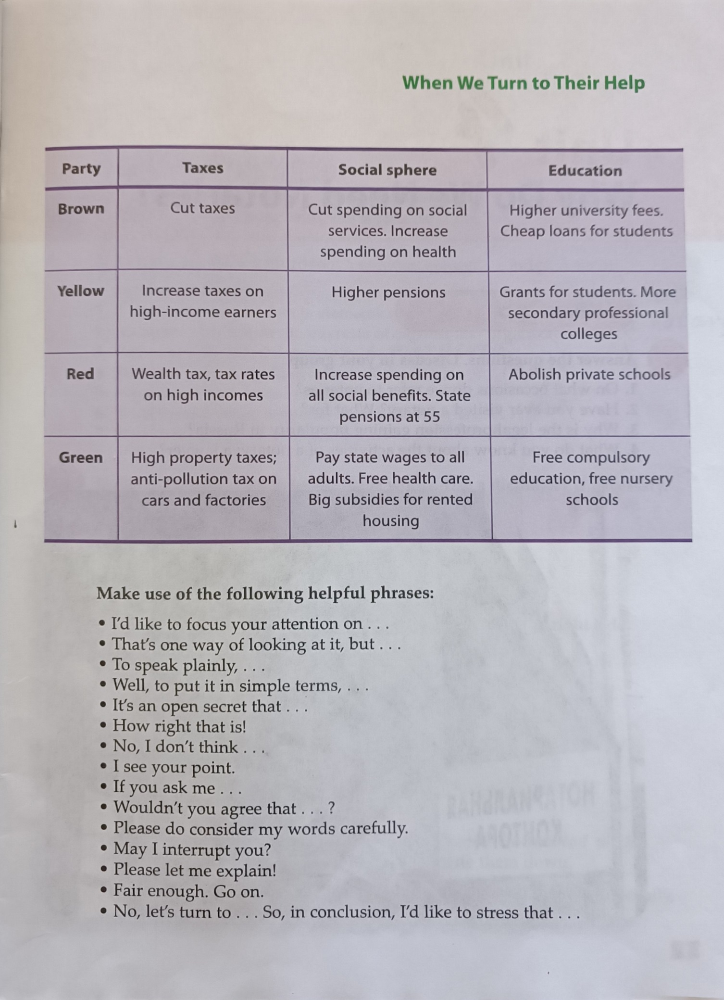 When We Turn to Their Help
Party Taxes Social sphere Education
Brown Cut taxes Cut spending on social Higher university fees.
services. Increase Cheap loans for students
spending on health
Yellow Increase taxes on Higher pensions Grants for students. More
high-income earners secondary professional
colleges
Red Wealth tax, tax rates Increase spending on Abolish private schools
on high incomes all social benefits. State
pensions at 55
Green High property taxes; Pay state wages to all Free compulsory
anti-pollution tax on adults. Free health care. education, free nursery
cars and factories Big subsidies for rented schools
housing
Make use of the following helpful phrases:
• I'd like to focus your attention on . . .
• That's one way of looking at it, but . . .
• To speak plainly, . . .
• Well, to put it in simple terms, . . .
• It's an open secret that . . .
• How right that is!
• No, I don't think . . .
• I see your point.
• If you ask me . . .
• Wouldn't you agree that . . . ?
• Please do consider my words carefully.
• May I interrupt you?
• Please let me explain!
• Fair enough. Go on.
• No, let's turn to . . . So, in conclusion, I'd like to stress that . . .